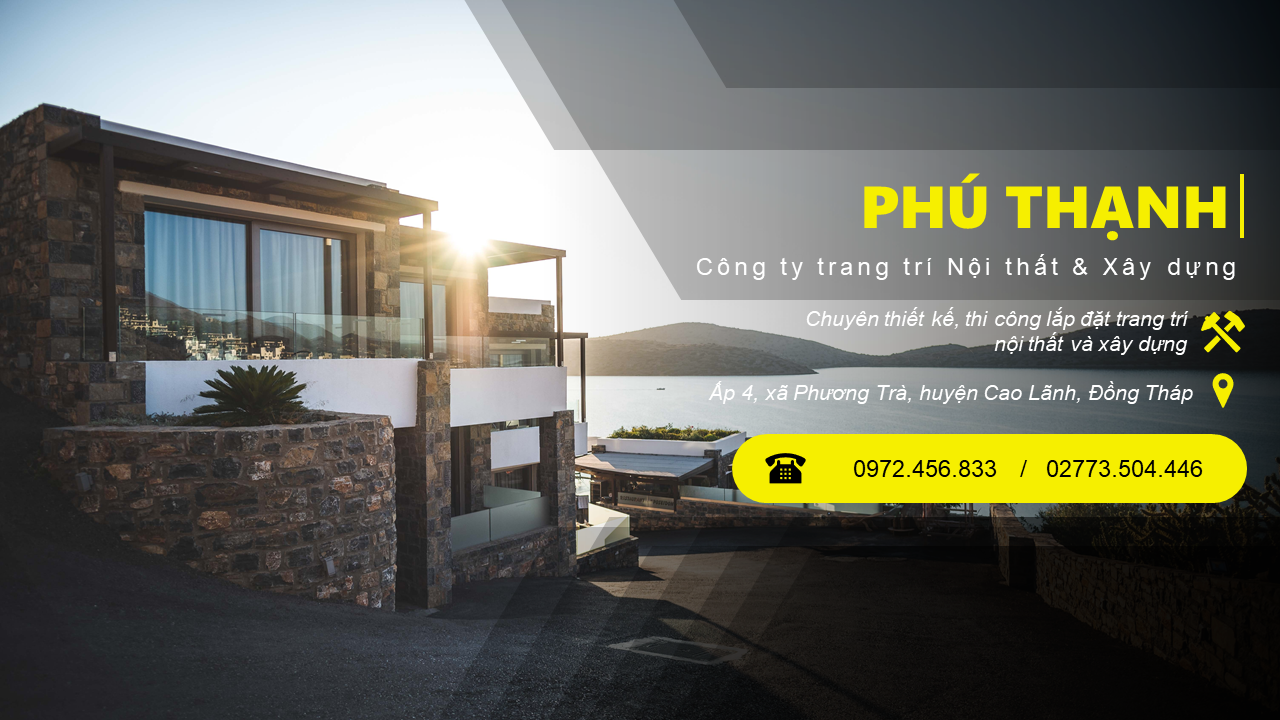 PHÚ THẠNH
Công ty trang trí Nội thất & Xây dựng
Chuyên thiết kế, thi công lắp đặt trang trí
nội thất và xây dựng
Ấp 4, xã Phương Trà, huyện Cao Lãnh, Đồng Tháp
0972.456.833 / 02773.504.446